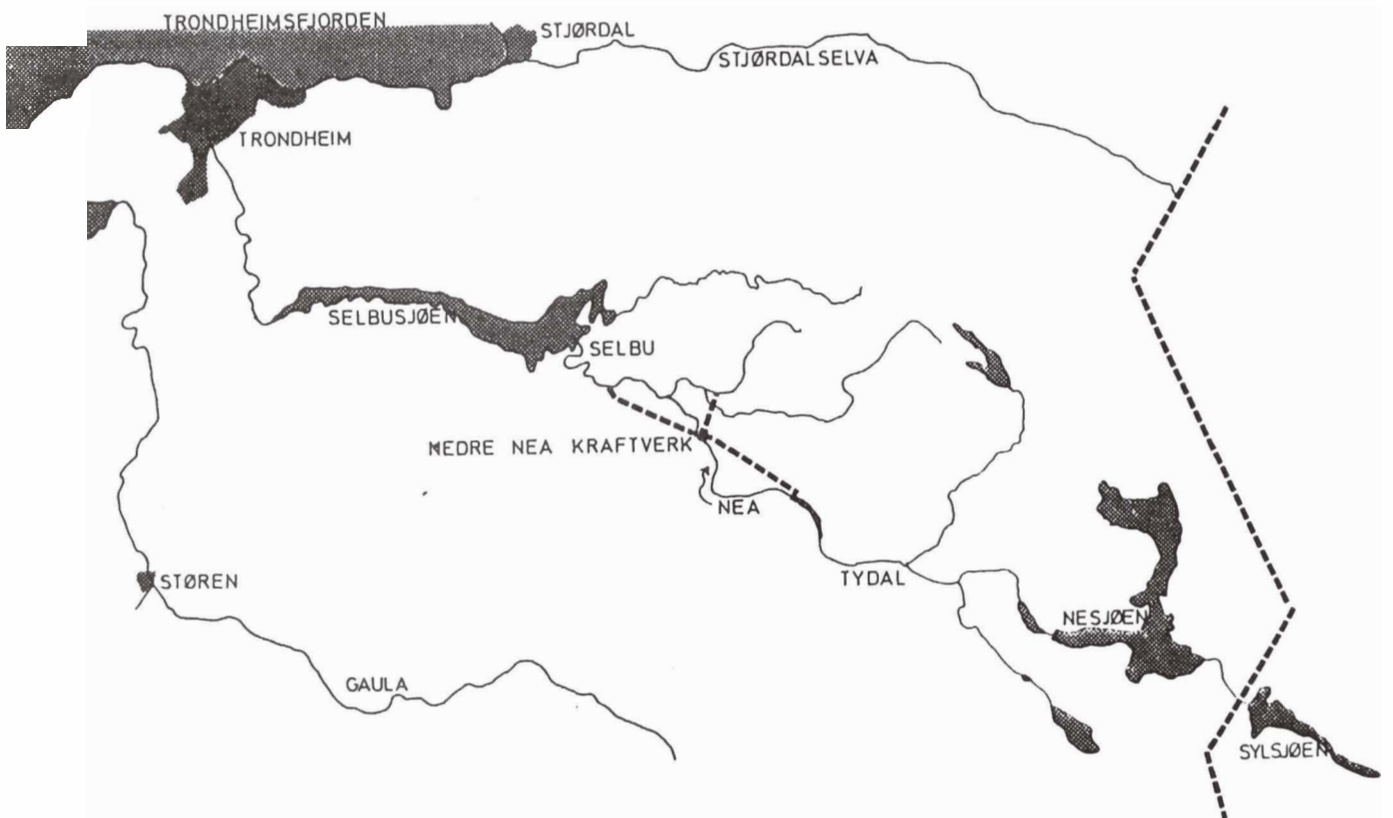 TRONDHEIMSFJORDEN
STJØRDAL
STJØRDALSELVA
TRONDHEIM
SELBUSJØEN
SELBU
NEDRE NEA KRAFTVERK
NEA
TYDAL
STØREN
NESJØEN
GAULA
SYLSJØEN